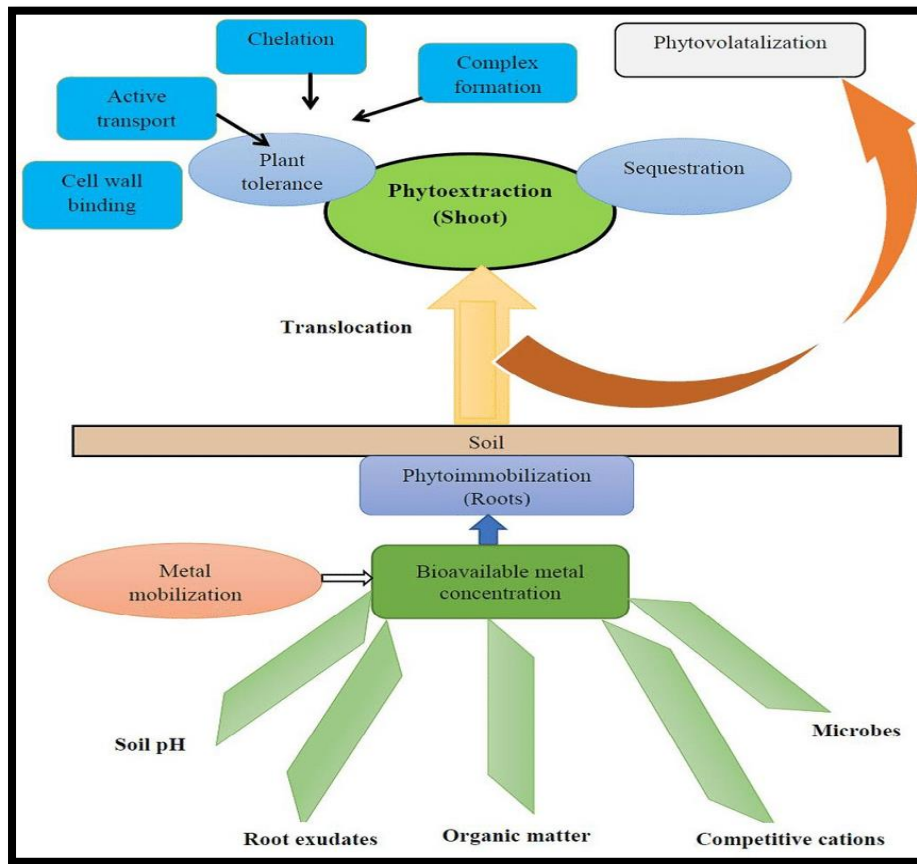 Chelation
Phytovolatalization
Complex
formation
Active
transport
Plant
tolerance
Sequestration
Cell wall
binding
Phytoextraction
(Shoot)
Translocation
Soil
Phytoimmobilization
(Roots)
Metal
mobilization
Bioavailable metal
concentration
Soil pH
Microbes
Root exudates
Organic matter
Competitive cations